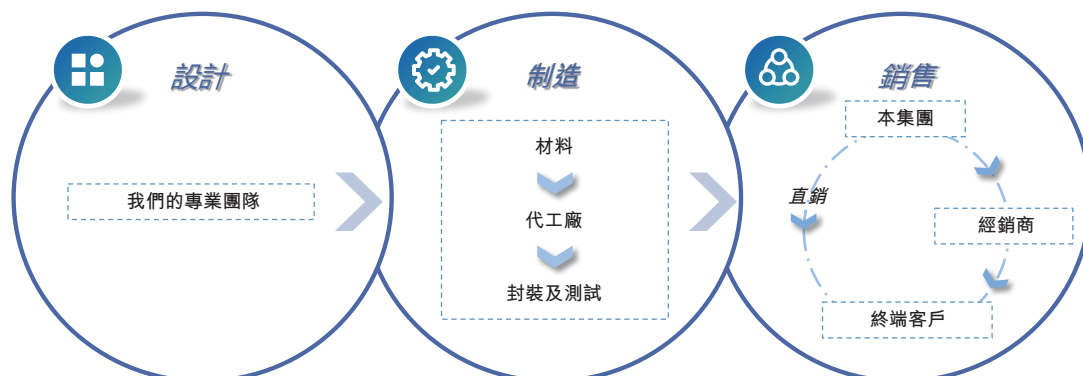 設計
我們的專業團隊
制造
材料
代工廠
封裝及測試
銷售
本集團
直銷
經銷商
終端客戶